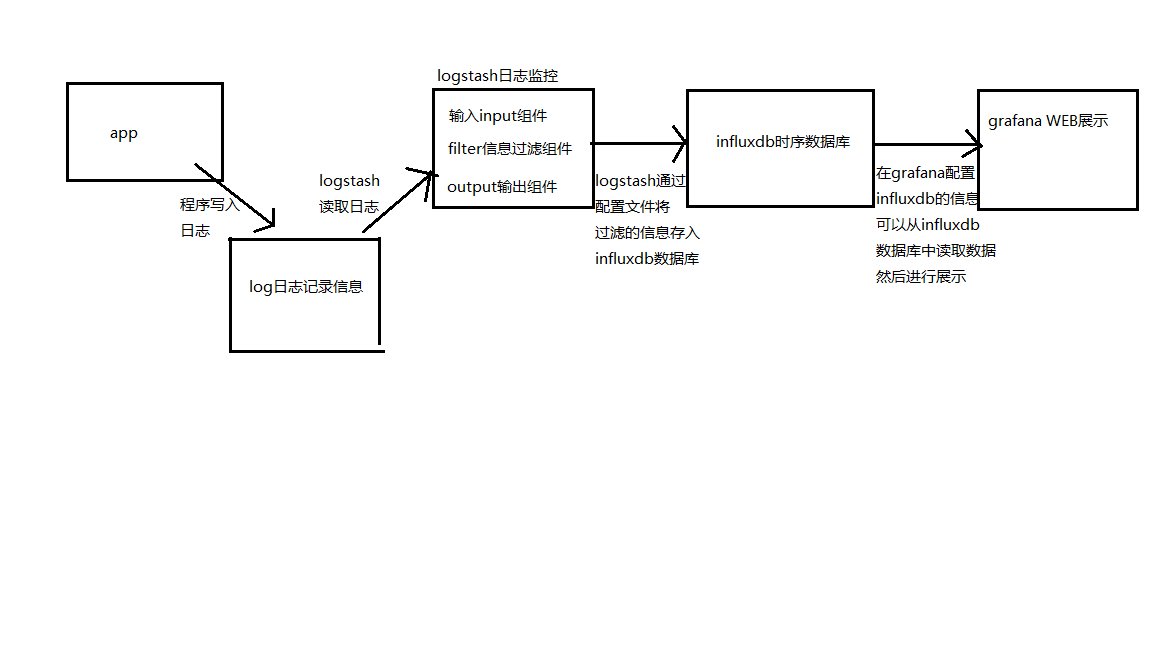 logstash日志监控
app
输入input组件
filter信息过滤组件
output输出组件
influxdb时序数据库
grafana WEB展示
程序写入
日志
logstash
读取日志
logstash通过
配置文件将
过滤的信息存入
influxdb数据库
在grafana配置
influxdb的信息
可以从influxdb
数据库中读取数据
然后进行展示
log日志记录信息